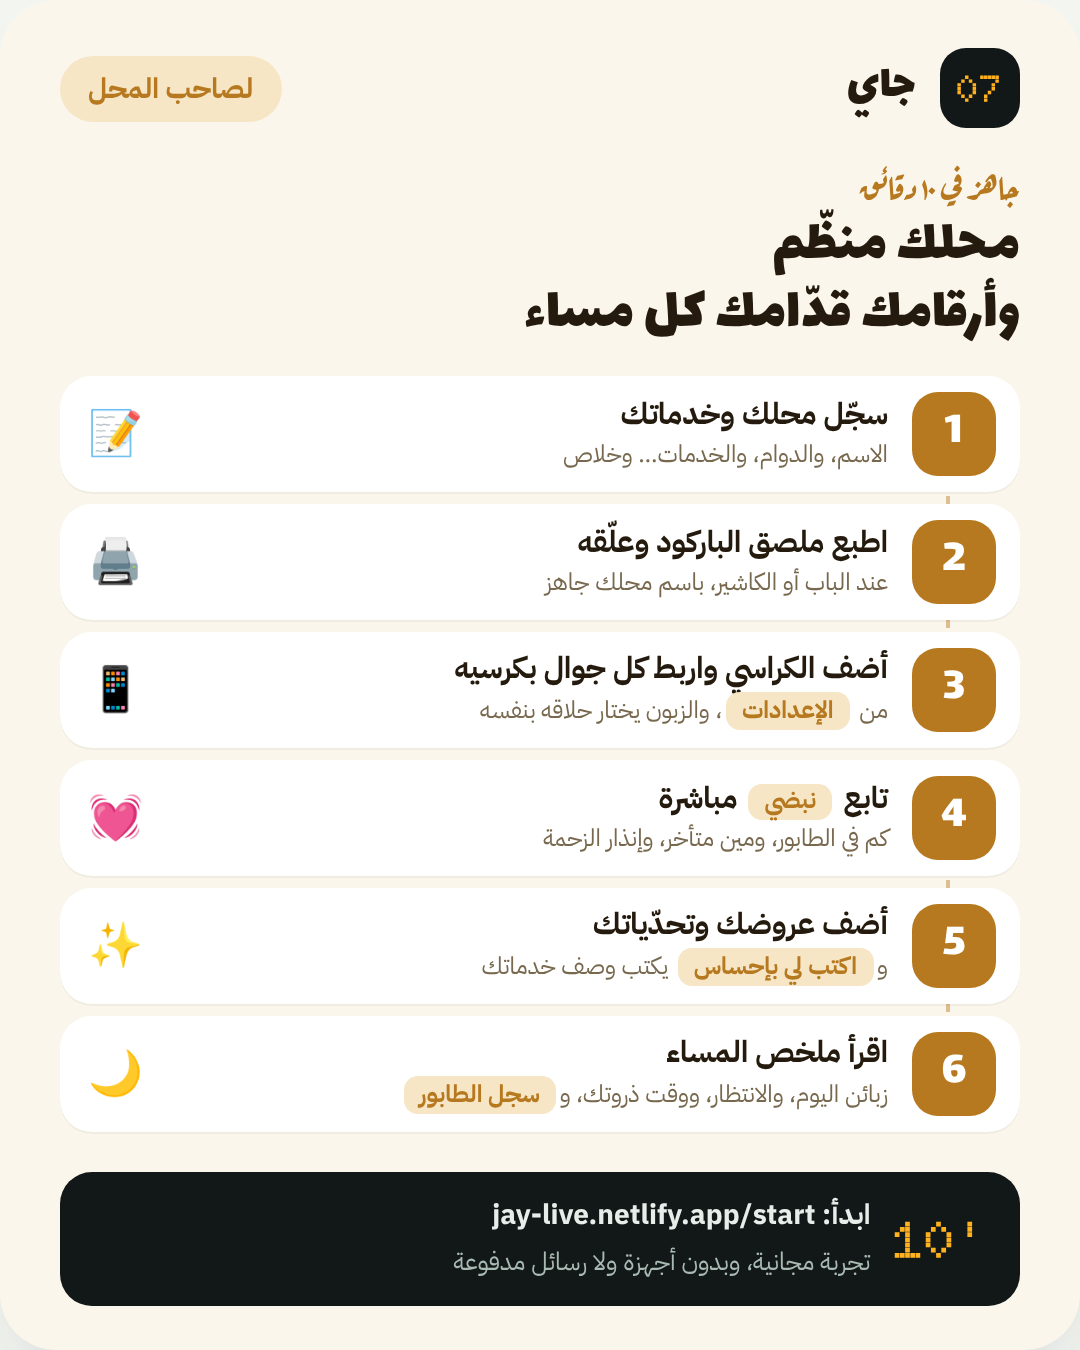 07
جاي
لصاحب المحل
جاهز في ١٠ دقائق
محلك منظّم
وأرقامك قدّامك كل مساء
1
سجّل محلك وخدماتك
الاسم، والدوام، والخدمات... وخلاص
2
اطبع ملصق الباركود وعلّقه
عند الباب أو الكاشير، باسم محلك جاهز
3
أضف الكراسي واربط كل جوال بكرسيه
من الإعدادات، والزبون يختار حلاقه بنفسه
4
تابع نبضي مباشرة
كم في الطابور، ومين متأخر، وإنذار الزحمة
5
أضف عروضك وتحدّياتك
و اكتب لي بإحساس يكتب وصف خدماتك
6
اقرأ ملخص المساء
زبائن اليوم، والانتظار، ووقت ذروتك، و سجل الطابور
10'
ابدأ: jay-live.netlify.app/start
تجربة مجانية، وبدون أجهزة ولا رسائل مدفوعة